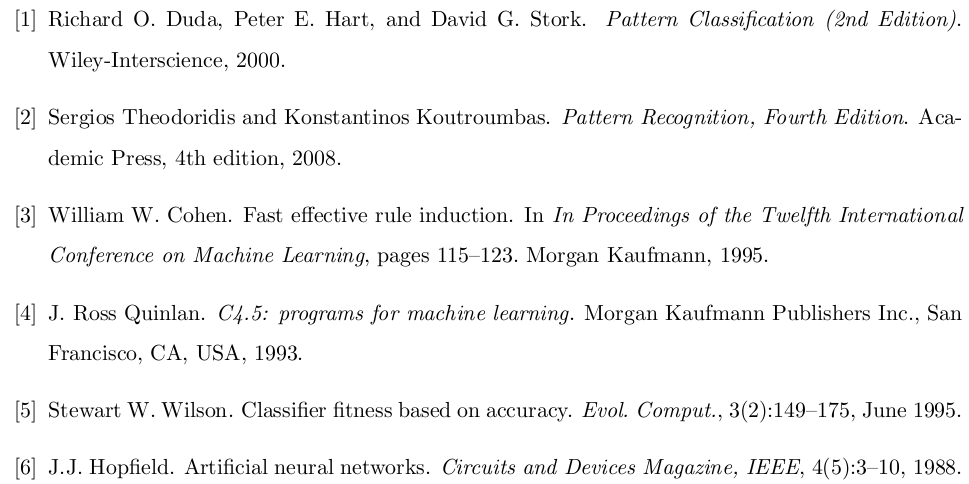 [1] Richard O. Duda, Peter E. Hart, and David G. Stork. Pattern Classification (2nd Edition).
Wiley-Interscience, 2000.
[2] Sergios Theodoridis and Konstantinos Koutroumbas. Pattern Recognition, Fourth Edition. Aca-
demic Press, 4th edition, 2008.
[3] William W. Cohen. Fast effective rule induction. In In Proceedings of the Twelfth International
Conference on Machine Learning, pages 115–123. Morgan Kaufmann, 1995.
[4] J. Ross Quinlan. C4.5: programs for machine learning. Morgan Kaufmann Publishers Inc., San
Francisco, CA, USA, 1993.
[5] Stewart W. Wilson. Classifier fitness based on accuracy. Evol. Comput., 3(2):149–175, June 1995.
[6] J.J. Hopfield. Artificial neural networks. Circuits and Devices Magazine, IEEE, 4(5):3–10, 1988.